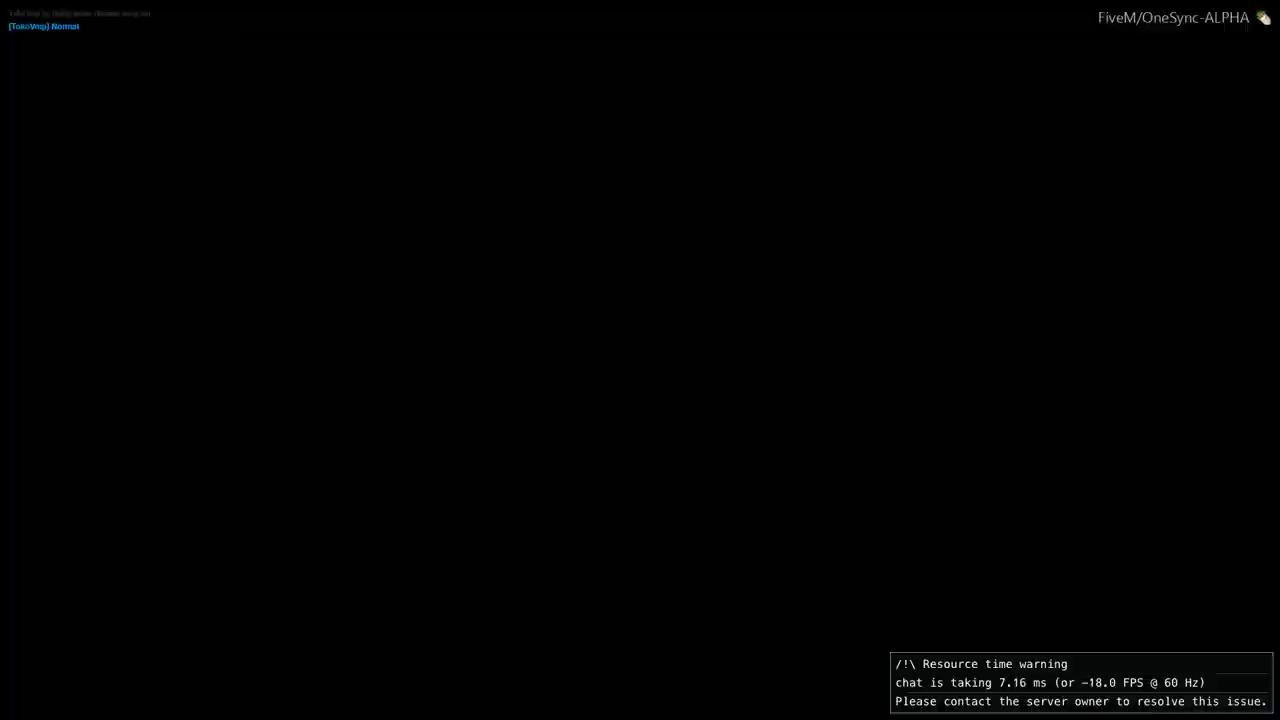 [TokoVoip] Normal
FiveM/OneSync-ALPHA
/!\ Resource time warning
chat is taking 7.16 ms (or -18.0 FPS @ 60 Hz)
Please contact the server owner to resolve this issue.